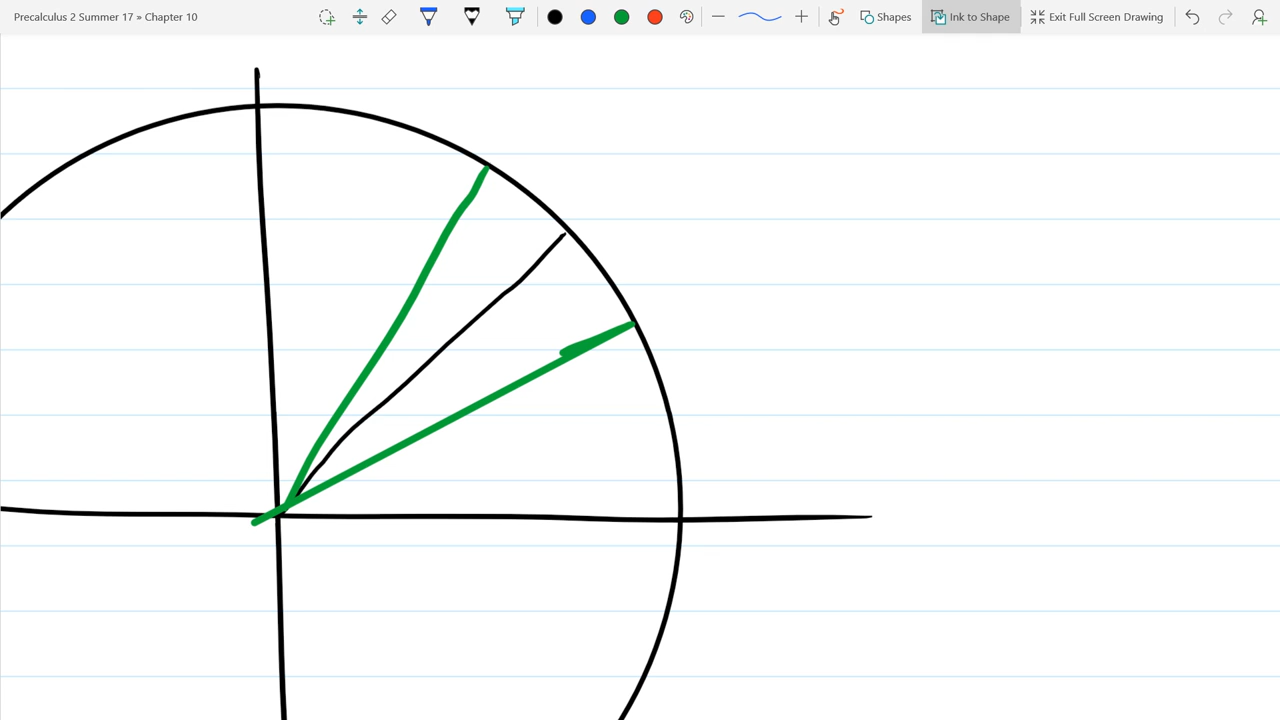 Precalculus 2 Summer 17 » Chapter 10
Shapes
Ink to Shape
Exit Full Screen Drawing